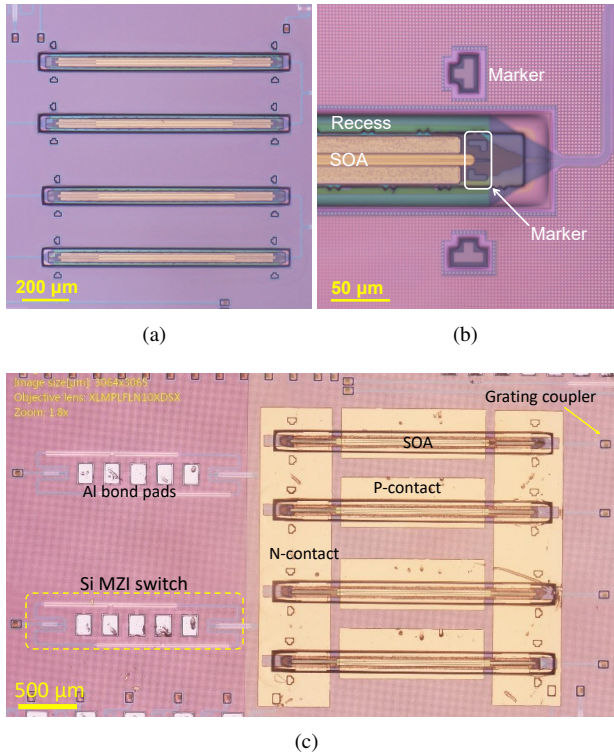 200 µm
(a)
Marker
Recess
SOA
Marker
50 µm
(b)
Image size[µm]: 3064x3065
Objective lens: XLMPLFLN10XDSX
Zoom: 1.8x
Grating coupler
SOA
Al bond pads
P-contact
N-contact
Si MZI switch
500 µm
(c)